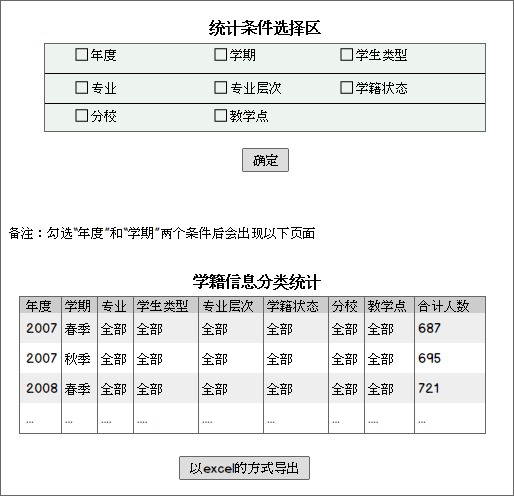 统计条件选择区
年度 学期 学生类型
专业 专业层次 学籍状态
分校 教学点
确定
备注：勾选“年度”和“学期”两个条件后会出现以下页面
学籍信息分类统计
年度 学期 专业 学生类型 专业层次 学籍状态 分校 教学点 合计人数
2007 春季 全部 全部 全部 全部 全部 全部 687
2007 秋季 全部 全部 全部 全部 全部 全部 695
2008 春季 全部 全部 全部 全部 全部 全部 721
... ... .... .... .... .... ... .... ...
以excel的方式导出